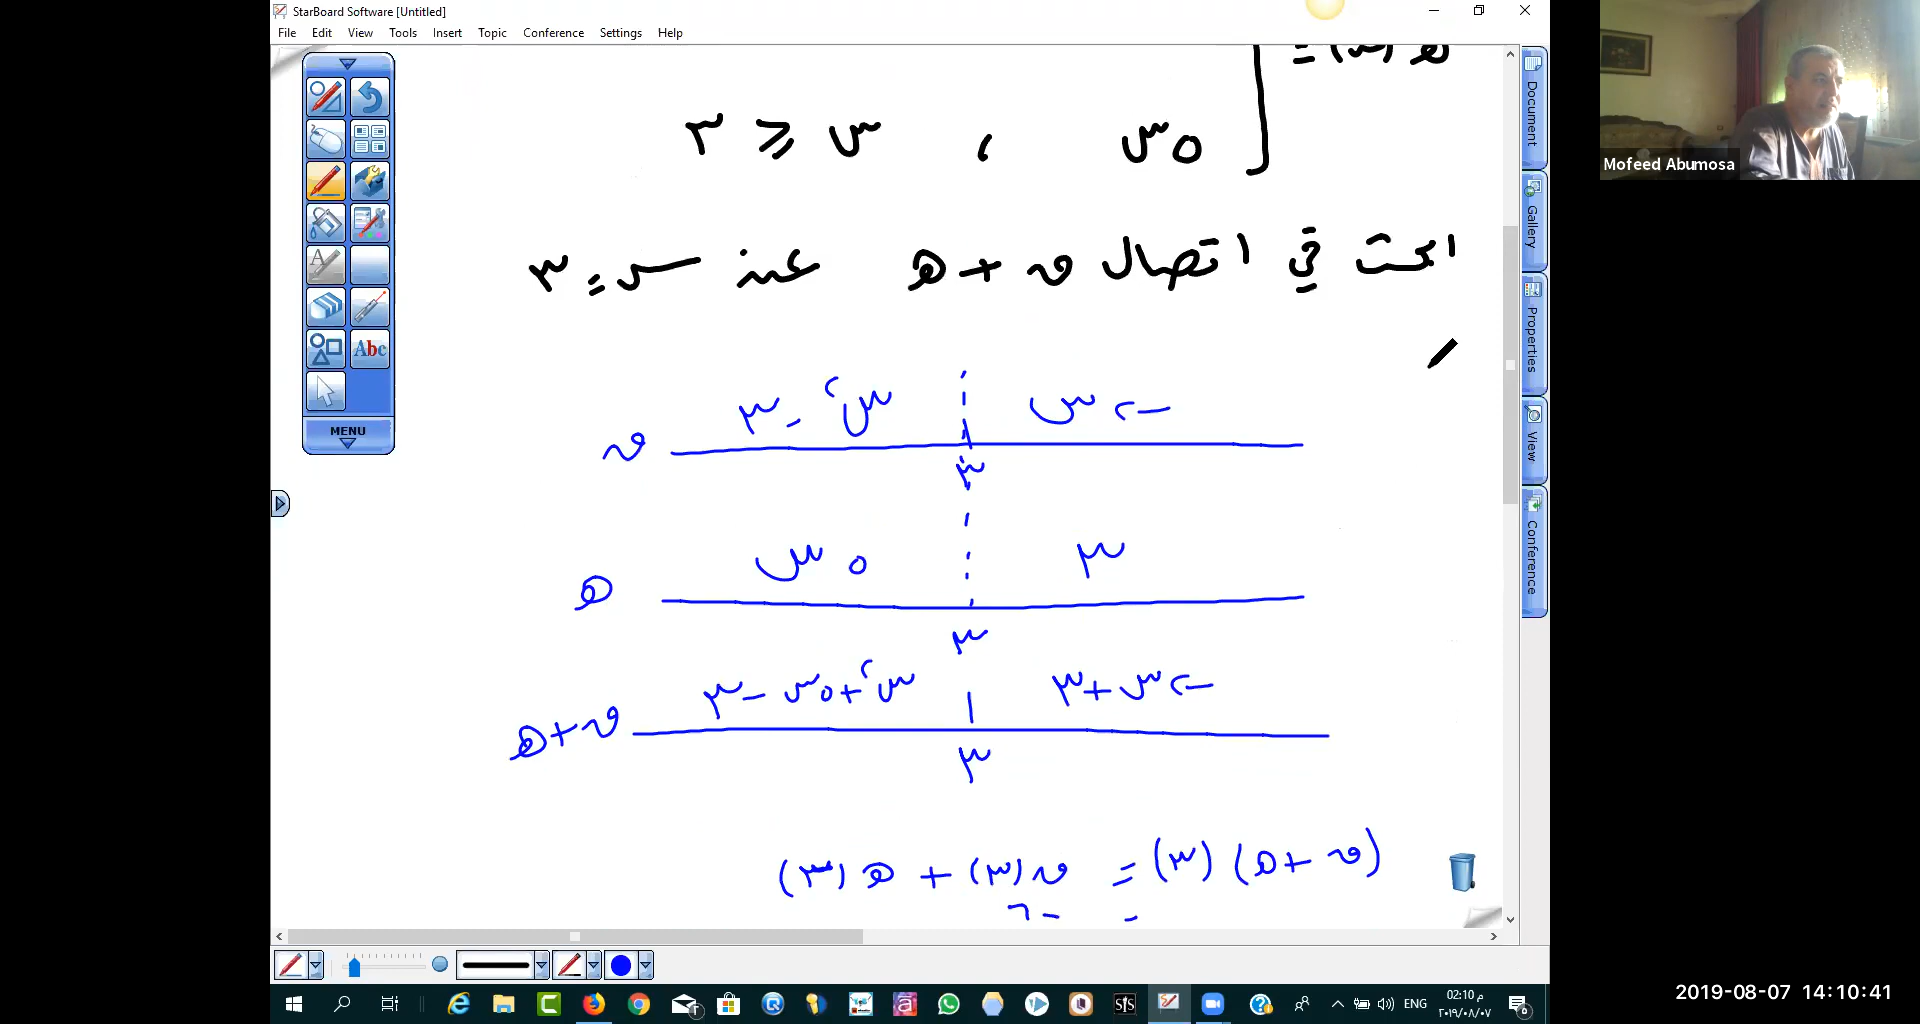 StarBoard Software [Untitled]
File Edit View Tools Insert Topic Conference Settings Help
هـ(س) =
٥س ، س ≥ ٣
ابحث في اتصال ق + هـ عند س = ٣
ق
س٢ - ٣
-٢س
٣
هـ
٥س
٣
٣
ق + هـ
س٢ + ٥س - ٣
-٢س + ٣
٣
(ق + هـ) (٣) = ق(٣) + هـ(٣)
MENU
Abc
Document
Gallery
Properties
View
Conference
Mofeed Abumosa
ENG
02:10 م
٢٠١٩/٠٨/٠٧
2019-08-07 14:10:41